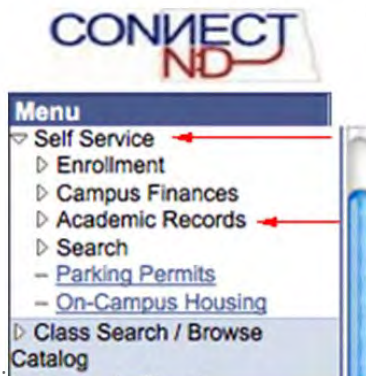 CONNECT
ND
Menu
Self Service
Enrollment
Campus Finances
Academic Records
Search
– Parking Permits
– On-Campus Housing
Class Search / Browse
Catalog